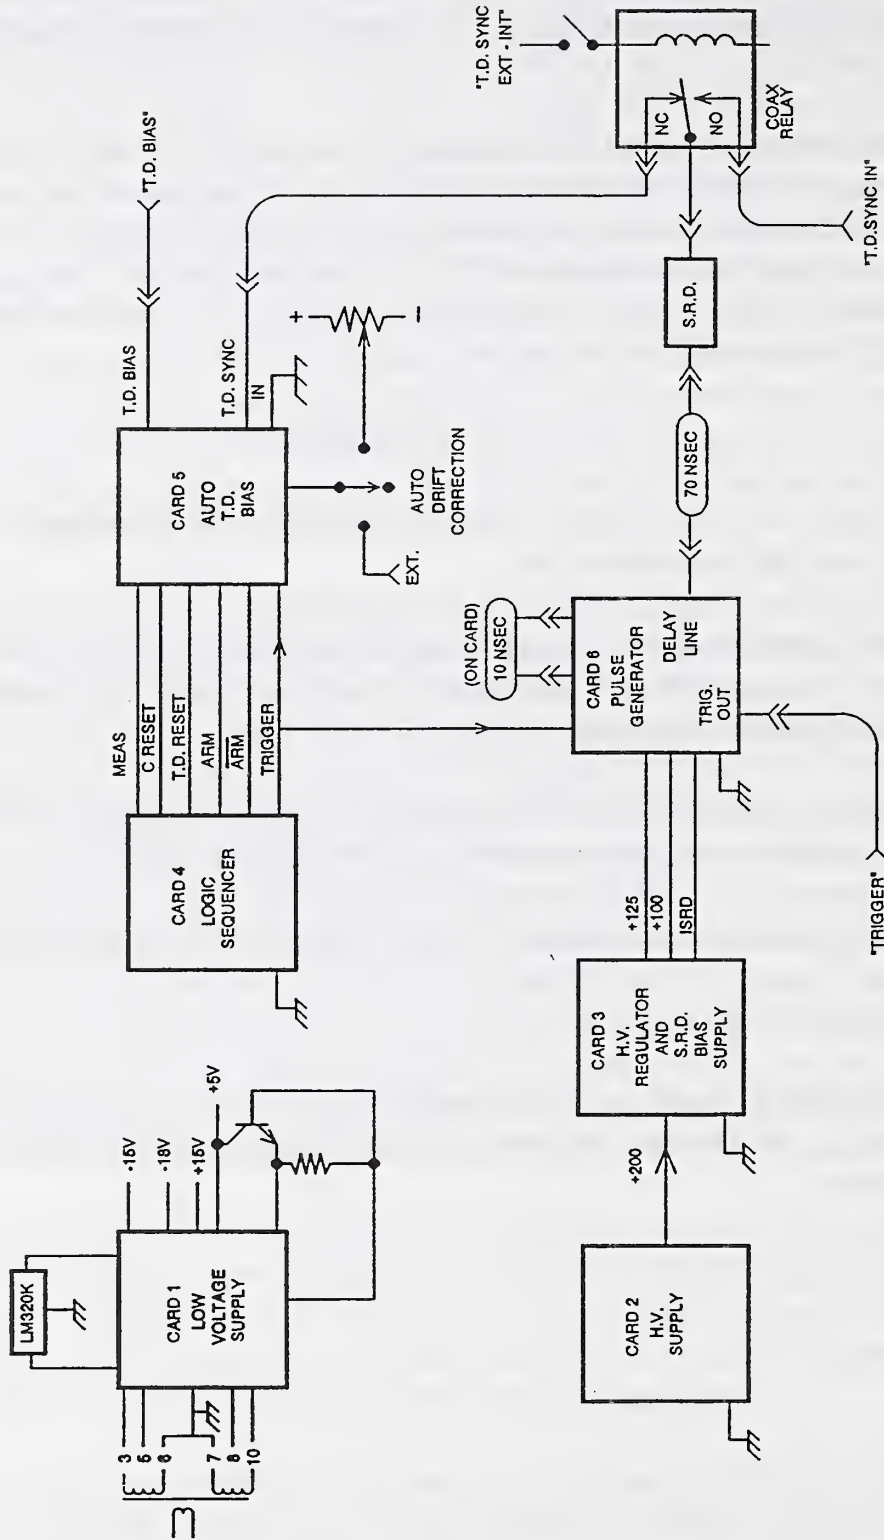 "T.D. SYNC
EXT - INT"
NC
NO
COAX
RELAY
"T.D. BIAS"
T.D. BIAS
T.D. SYNC
IN
+
-
"T.D.SYNC IN"
S.R.D.
CARD 5
AUTO
T.D.
BIAS
AUTO
DRIFT
CORRECTION
EXT.
70 NSEC
MEAS
C RESET
T.D. RESET
ARM
ARM
TRIGGER
(ON CARD)
10 NSEC
CARD 6
PULSE
GENERATOR
DELAY
LINE
TRIG.
OUT
CARD 4
LOGIC
SEQUENCER
+125
+100
ISRD
"TRIGGER"
CARD 3
H.V.
REGULATOR
AND
S.R.D.
BIAS
SUPPLY
-15V
-18V
+15V
+5V
+200
LM320K
CARD 1
LOW
VOLTAGE
SUPPLY
CARD 2
H.V.
SUPPLY
3
5
6
7
8
10